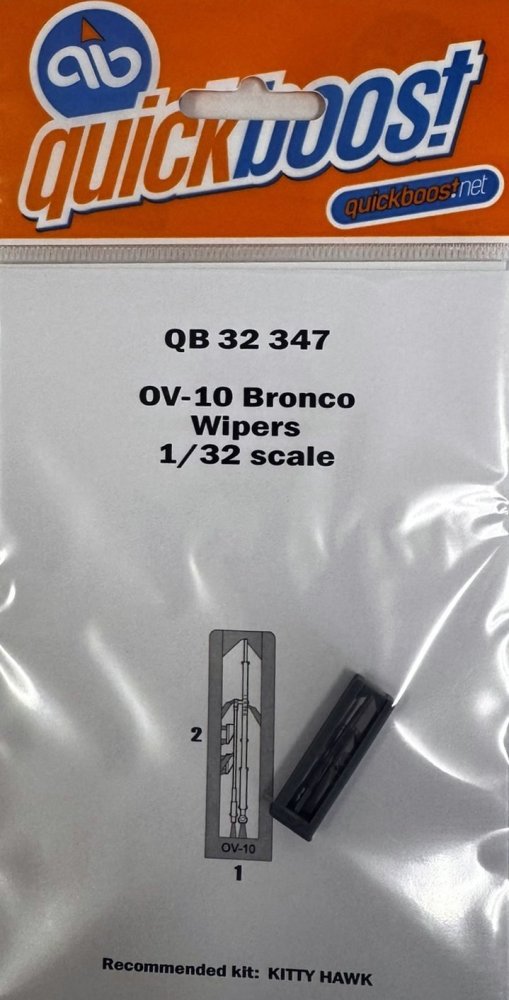 qb
quickboost!
quickboost.net
QB 32 347
OV-10 Bronco
Wipers
1/32 scale
2
OV-10
1
Recommended kit: KITTY HAWK